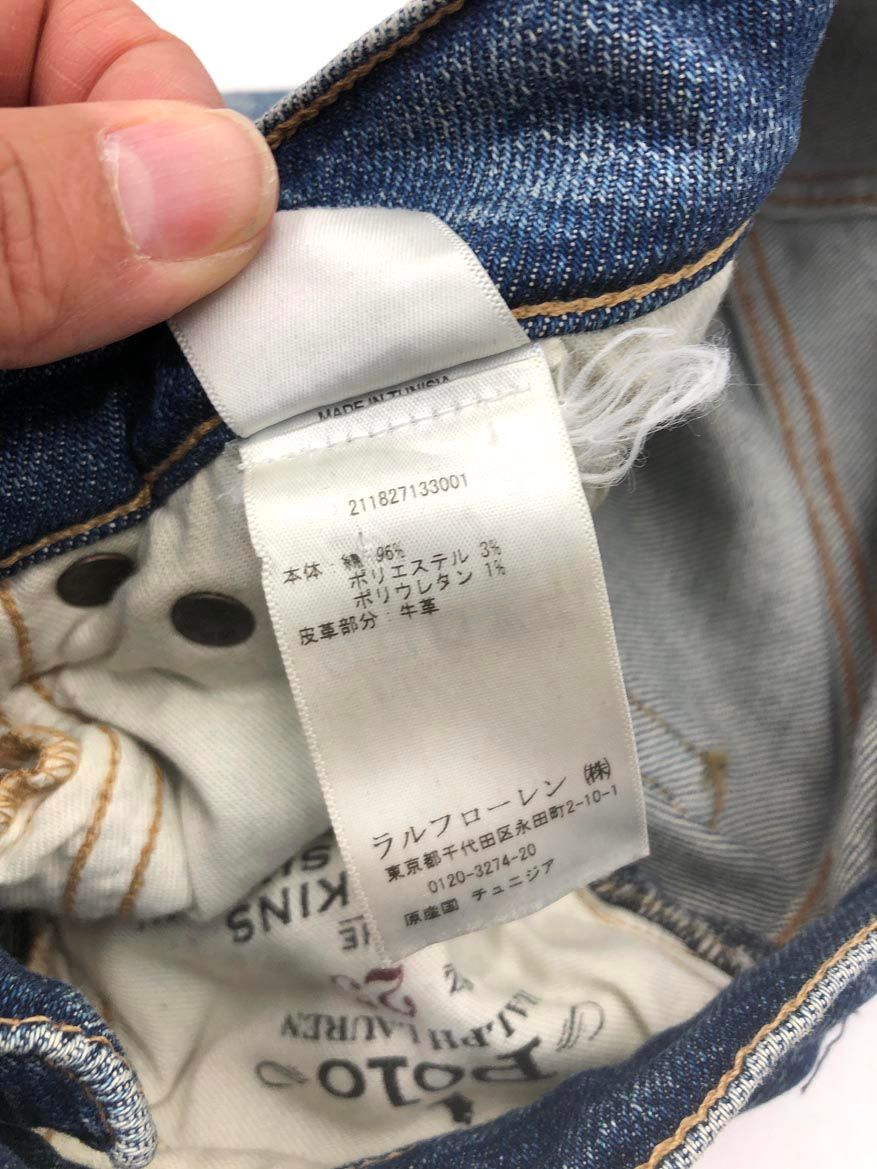 MADE IN TUNISIA
211827133001
本体：綿 96%
ポリエステル 3%
ポリウレタン 1%
皮革部分：牛革
ラルフローレン ㈱
東京都千代田区永田町2-10-1
0120-3274-20
原産国 チュニジア
KINS
THE
Polo
RALPH LAUREN